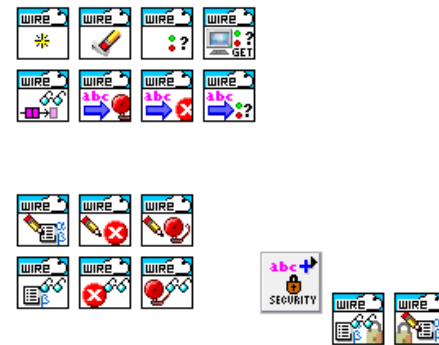 WIRE WIRE WIRE WIRE
? ? GET
WIRE WIRE WIRE WIRE
abc abc abc ?
WIRE WIRE WIRE
α β
WIRE WIRE WIRE
β
abc
SECURITY
WIRE WIRE
β α β